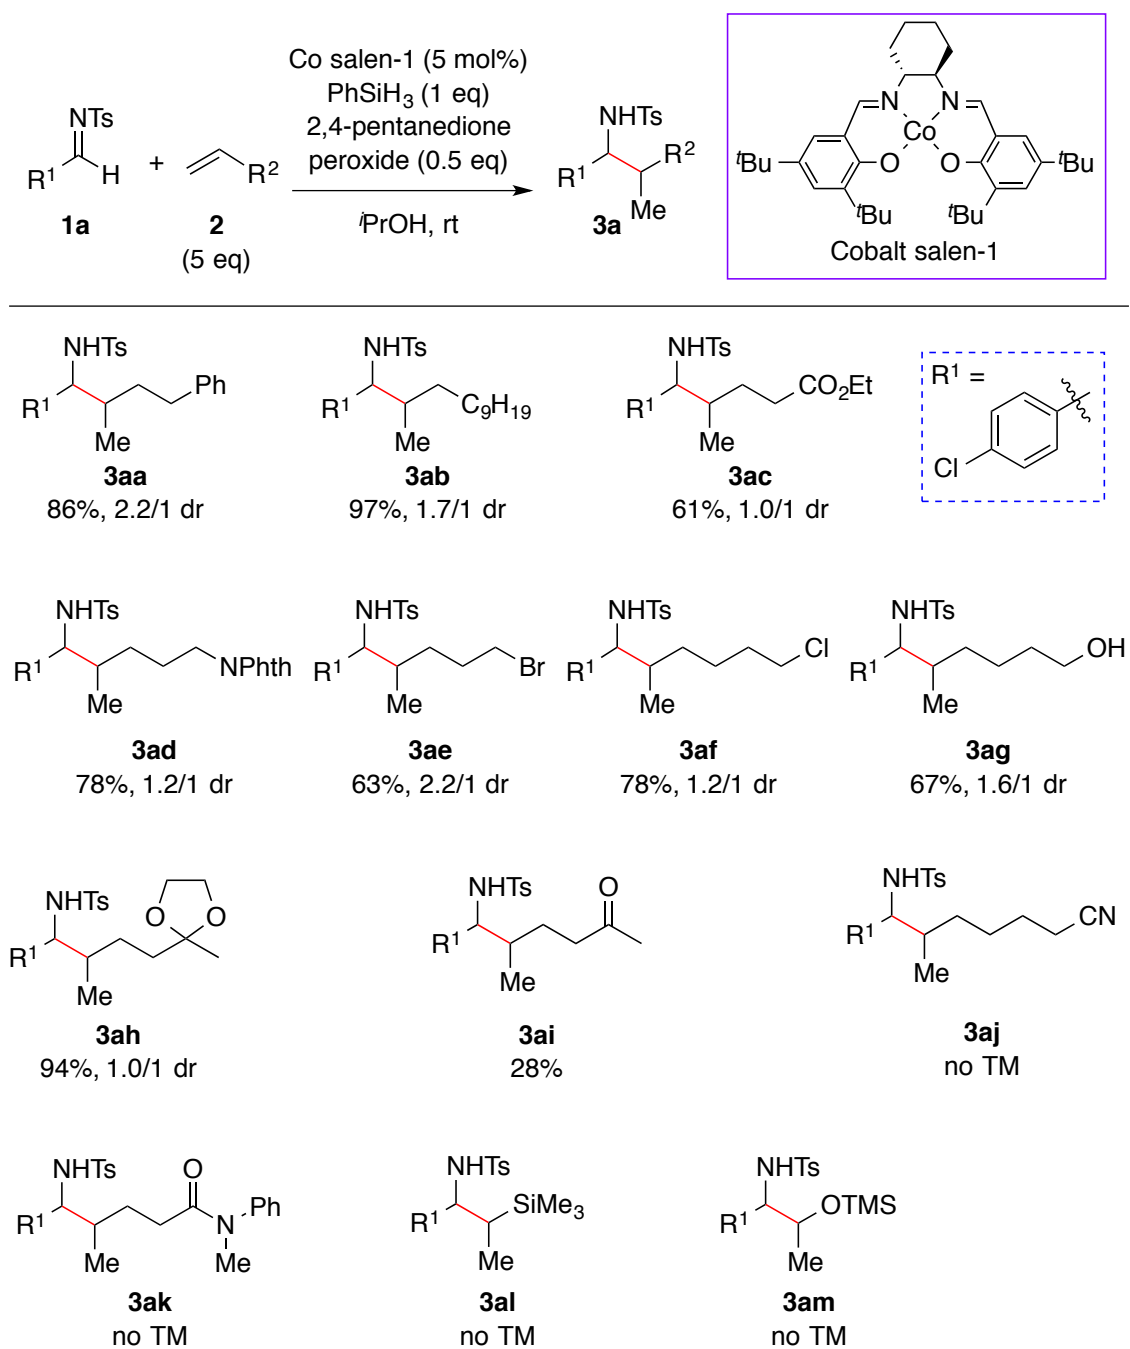 Co salen-1 (5 mol%)
PhSiH3 (1 eq)
2,4-pentanedione
peroxide (0.5 eq)
iPrOH, rt
NTs
R1
H
1a
+
R2
2
(5 eq)
NHTs
R1
R2
Me
3a
N
N
Co
O
O
tBu
tBu
tBu
tBu
Cobalt salen-1
NHTs
R1
Ph
Me
3aa
86%, 2.2/1 dr
NHTs
R1
C9H19
Me
3ab
97%, 1.7/1 dr
NHTs
R1
CO2Et
Me
3ac
61%, 1.0/1 dr
R1 =
Cl
NHTs
R1
NPhth
Me
3ad
78%, 1.2/1 dr
NHTs
R1
Br
Me
3ae
63%, 2.2/1 dr
NHTs
R1
Cl
Me
3af
78%, 1.2/1 dr
NHTs
R1
OH
Me
3ag
67%, 1.6/1 dr
NHTs
R1
O
O
Me
3ah
94%, 1.0/1 dr
NHTs
R1
O
Me
3ai
28%
NHTs
R1
CN
Me
3aj
no TM
NHTs
R1
O
N
Ph
Me
Me
3ak
no TM
NHTs
R1
SiMe3
Me
3al
no TM
NHTs
R1
OTMS
Me
3am
no TM